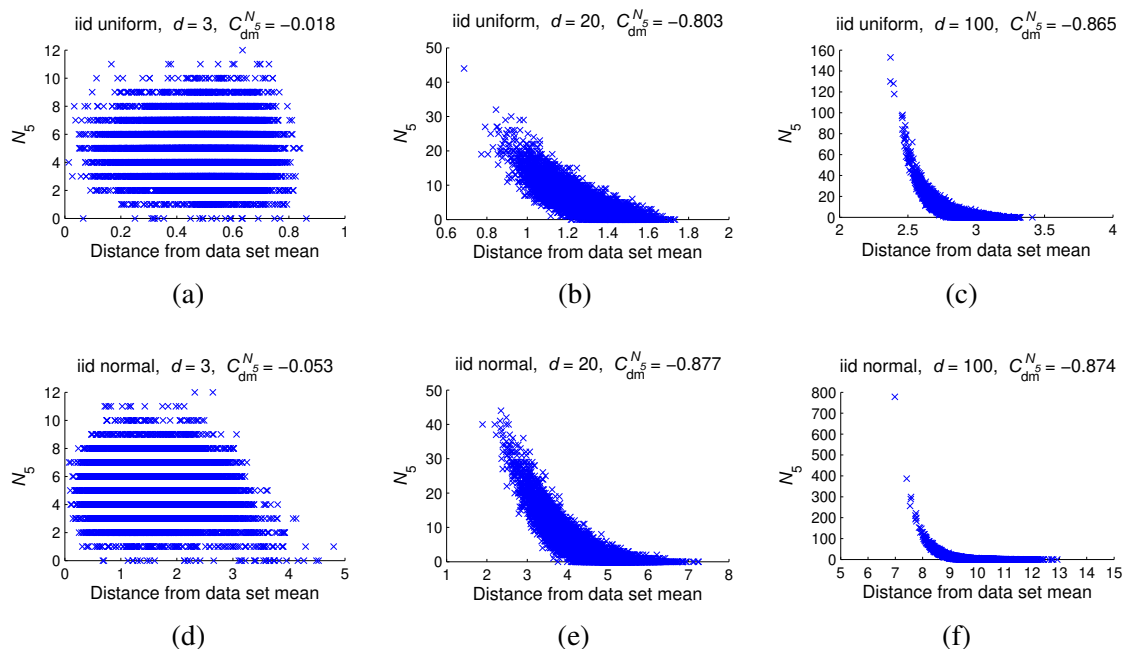 iid uniform, d = 3, C_dm^N_5 = −0.018
12
10
8
6
4
2
0
N_5
0 0.2 0.4 0.6 0.8 1
Distance from data set mean
(a)
iid uniform, d = 20, C_dm^N_5 = −0.803
50
40
30
20
10
0
N_5
0.6 0.8 1 1.2 1.4 1.6 1.8 2
Distance from data set mean
(b)
iid uniform, d = 100, C_dm^N_5 = −0.865
160
140
120
100
80
60
40
20
0
N_5
2 2.5 3 3.5 4
Distance from data set mean
(c)
iid normal, d = 3, C_dm^N_5 = −0.053
12
10
8
6
4
2
0
N_5
0 1 2 3 4 5
Distance from data set mean
(d)
iid normal, d = 20, C_dm^N_5 = −0.877
50
40
30
20
10
0
N_5
1 2 3 4 5 6 7 8
Distance from data set mean
(e)
iid normal, d = 100, C_dm^N_5 = −0.874
800
700
600
500
400
300
200
100
0
N_5
5 6 7 8 9 10 11 12 13 14 15
Distance from data set mean
(f)